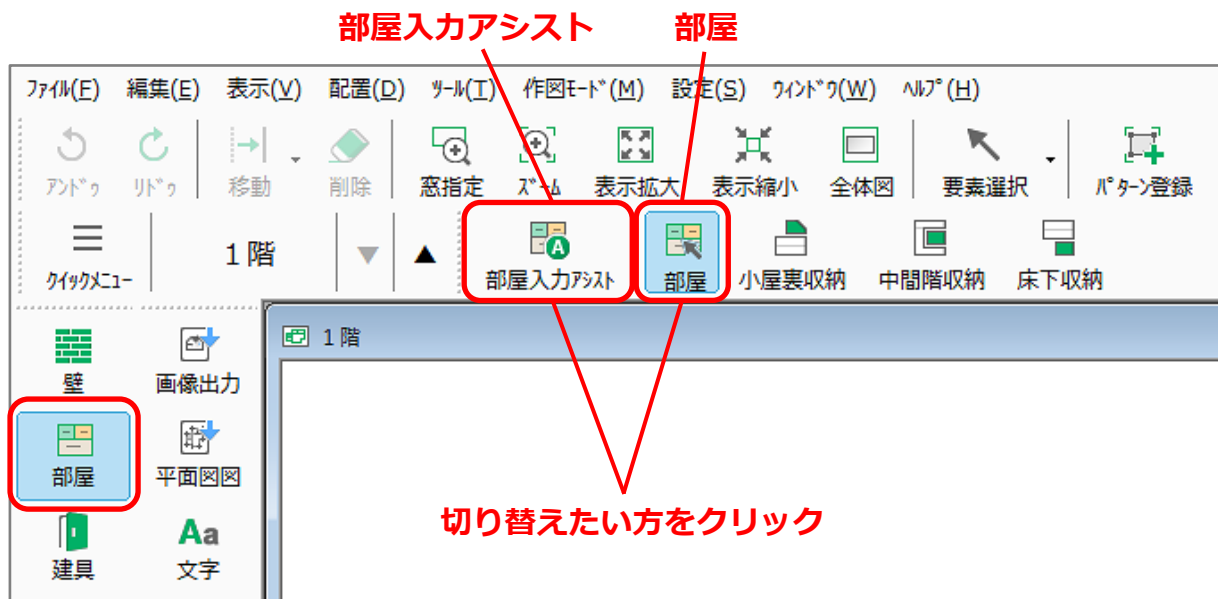 部屋入力アシスト 部屋
ﾌｧｲﾙ(F) 編集(E) 表示(V) 配置(D) ﾂｰﾙ(T) 作図ﾓｰﾄﾞ(M) 設定(S) ｳｨﾝﾄﾞｳ(W) ﾍﾙﾌﾟ(H)
ｱﾝﾄﾞｩ ﾘﾄﾞｩ 移動 削除 窓指定 ｽﾞｰﾑ 表示拡大 表示縮小 全体図 要素選択 ﾊﾟﾀｰﾝ登録
1 階
A
ｸｲｯｸﾒﾆｭｰ 部屋入力ｱｼｽﾄ 部屋 小屋裏収納 中間階収納 床下収納
1 階
壁 画像出力
部屋 平面図図
切り替えたい方をクリック
Aa
建具 文字